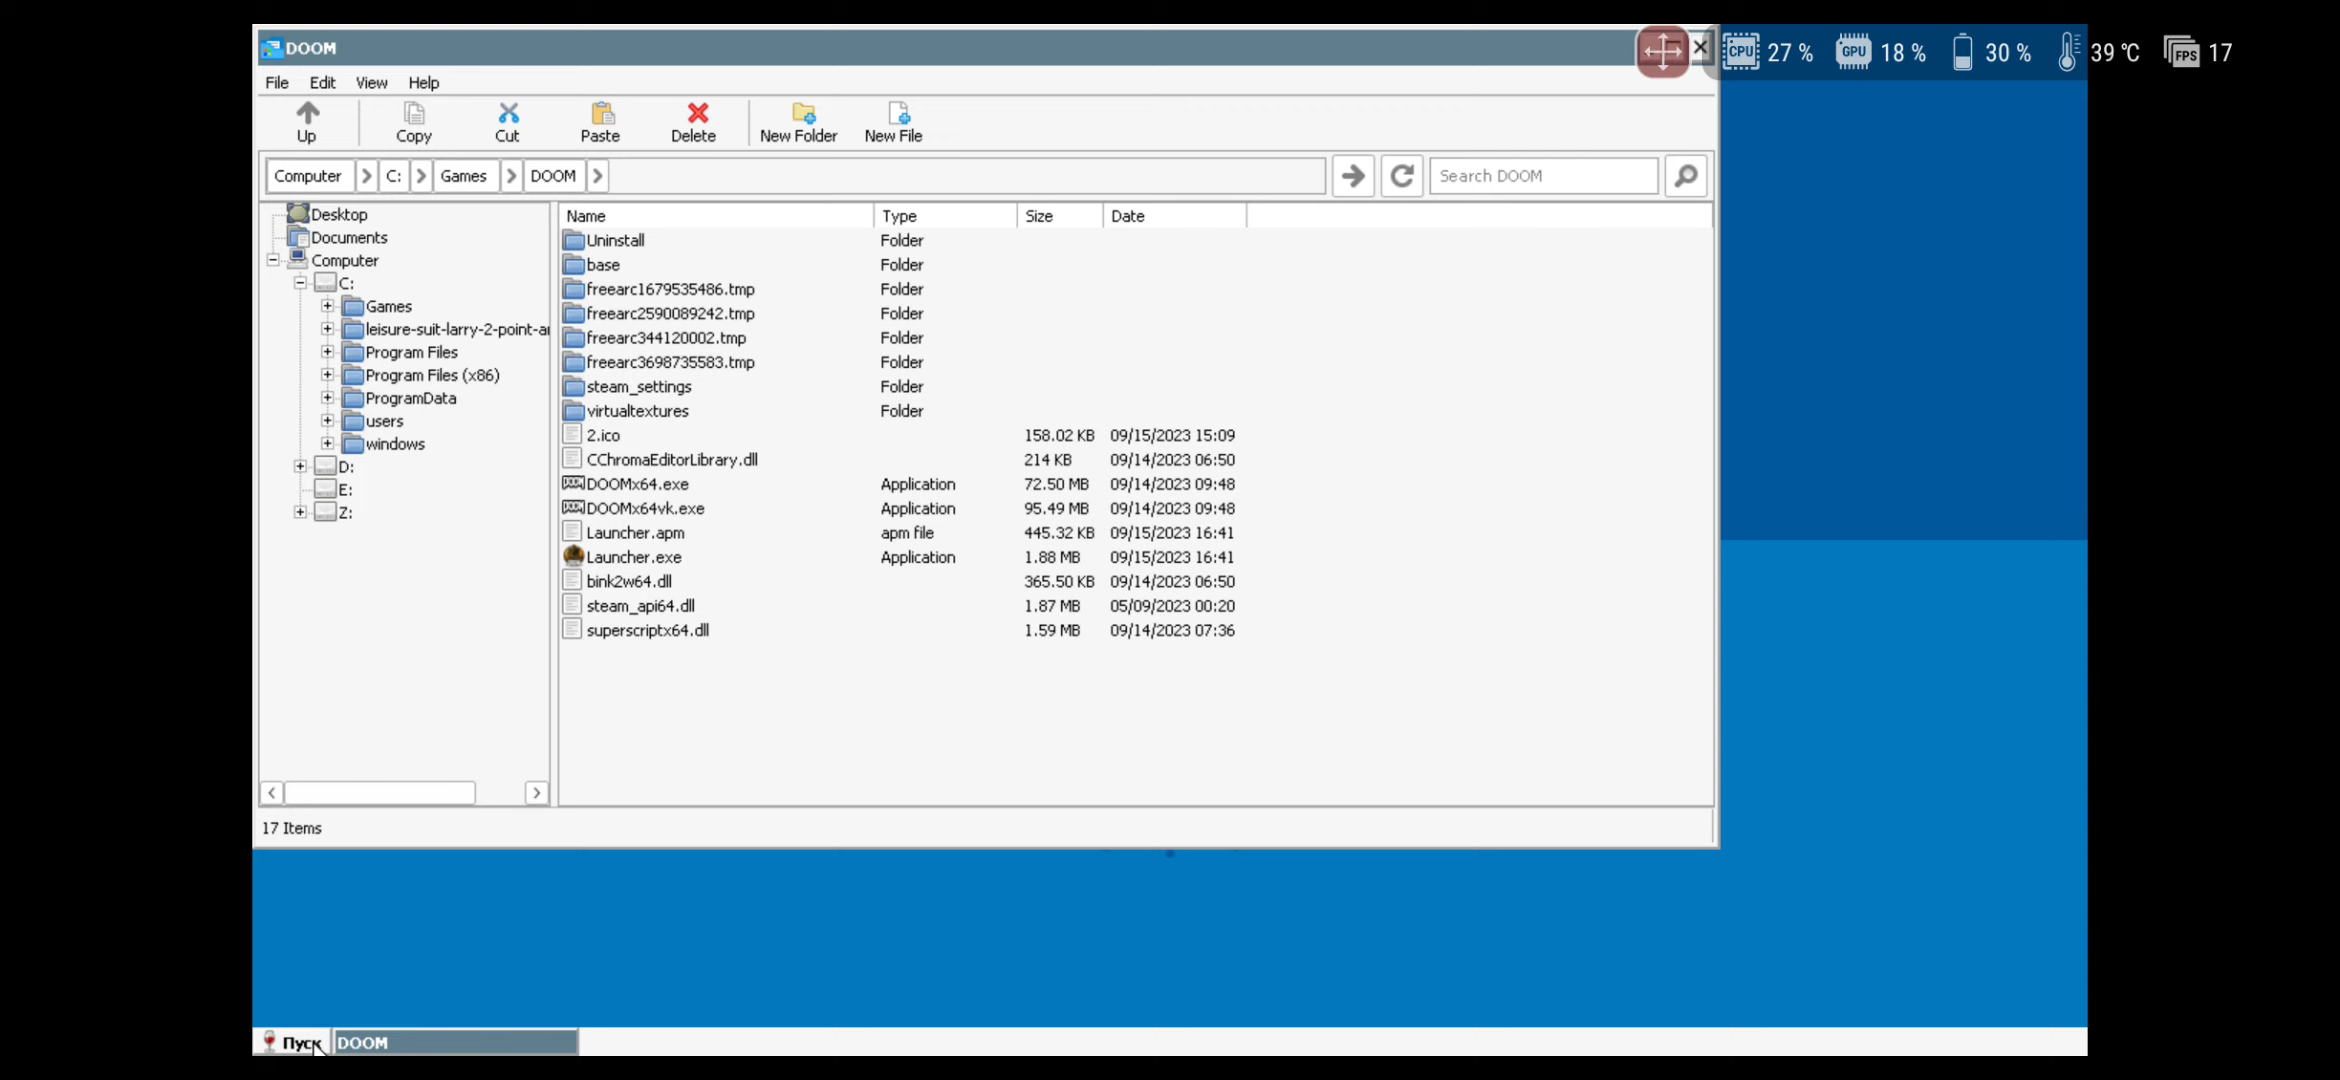 DOOM
CPU 27 % GPU 18 % 30 % 39 °C FPS 17
File Edit View Help
Up Copy Cut Paste Delete New Folder New File
Computer C: Games DOOM Search DOOM
Desktop
Documents
Computer
C:
Games
leisure-suit-larry-2-point-a
Program Files
Program Files (x86)
ProgramData
users
windows
D:
E:
Z:
Name Type Size Date
Uninstall Folder
base Folder
freearc1679535486.tmp Folder
freearc2590089242.tmp Folder
freearc344120002.tmp Folder
freearc3698735583.tmp Folder
steam_settings Folder
virtualtextures Folder
2.ico 158.02 KB 09/15/2023 15:09
CChromaEditorLibrary.dll 214 KB 09/14/2023 06:50
DOOMx64.exe Application 72.50 MB 09/14/2023 09:48
DOOMx64vk.exe Application 95.49 MB 09/14/2023 09:48
Launcher.apm apm file 445.32 KB 09/15/2023 16:41
Launcher.exe Application 1.88 MB 09/15/2023 16:41
bink2w64.dll 365.50 KB 09/14/2023 06:50
steam_api64.dll 1.87 MB 05/09/2023 00:20
superscriptx64.dll 1.59 MB 09/14/2023 07:36
17 Items
Пуск DOOM